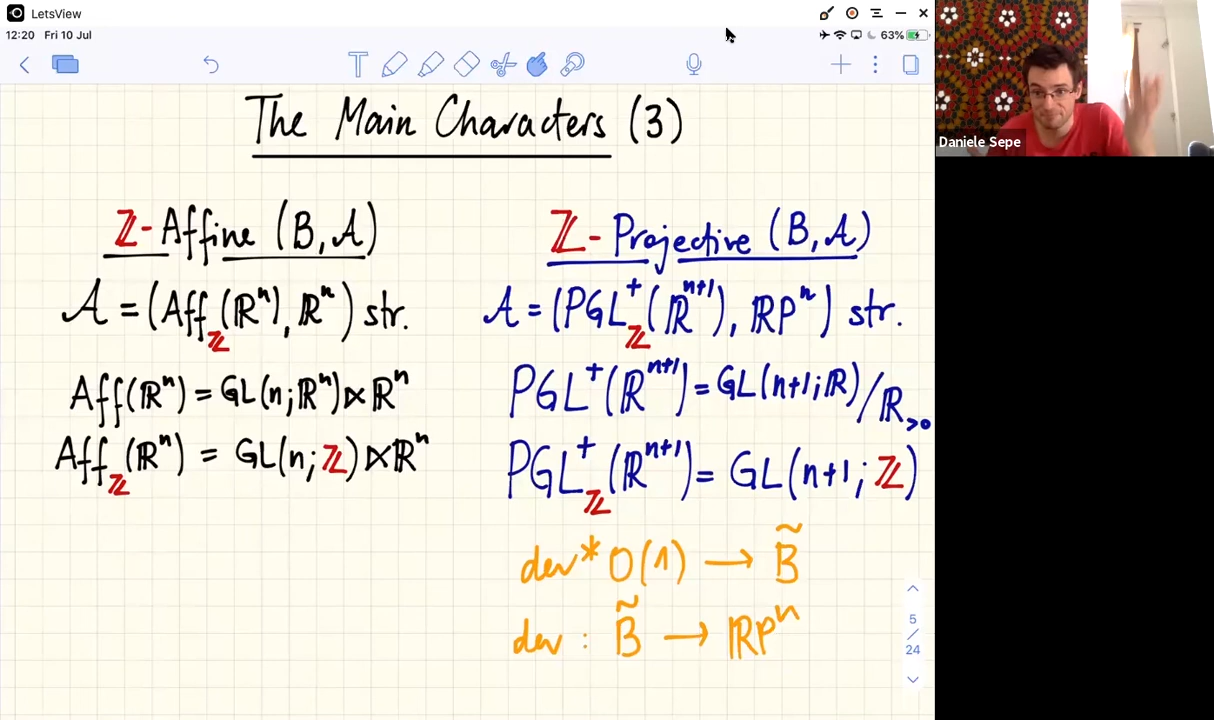 LetsView
12:20 Fri 10 Jul
63%
The Main Characters (3)
ℤ-Affine (B, 𝒜)
𝒜 = (Aff_ℤ(ℝⁿ), ℝⁿ) str.
Aff(ℝⁿ) = GL(n;ℝⁿ)⋉ℝⁿ
Aff_ℤ(ℝⁿ) = GL(n;ℤ)⋉ℝⁿ
ℤ-Projective (B, 𝒜)
𝒜 = (PGL⁺_ℤ(ℝⁿ⁺¹), ℝPⁿ) str.
PGL⁺(ℝⁿ⁺¹) = GL(n+1;ℝ)/ℝ_>0
PGL⁺_ℤ(ℝⁿ⁺¹) = GL(n+1;ℤ)
dev* O(1) → B̃
dev : B̃ → ℝPⁿ
5
/
24
Daniele Sepe